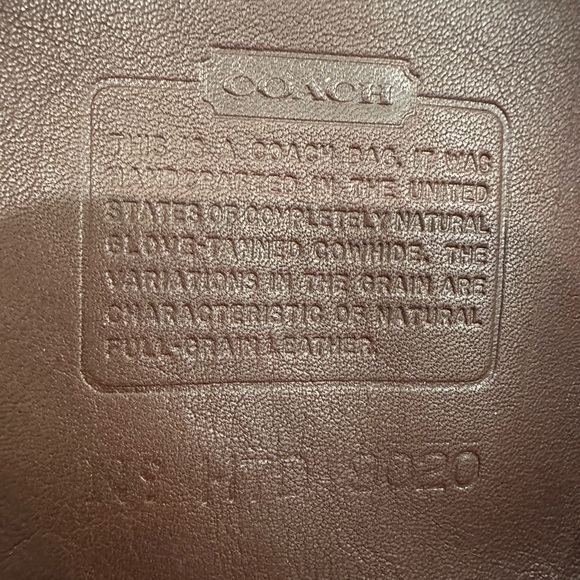 COACH
THIS IS A COACH BAG. IT WAS
HANDCRAFTED IN THE UNITED
STATES OF COMPLETELY NATURAL
GLOVE-TANNED COWHIDE. THE
VARIATIONS IN THE GRAIN ARE
CHARACTERISTIC OF NATURAL
FULL-GRAIN LEATHER.
9020